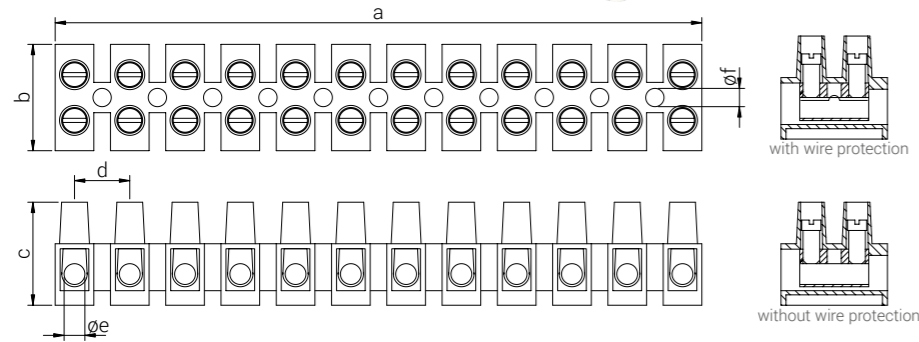 a
b
øf
with wire protection
d
c
øe
without wire protection